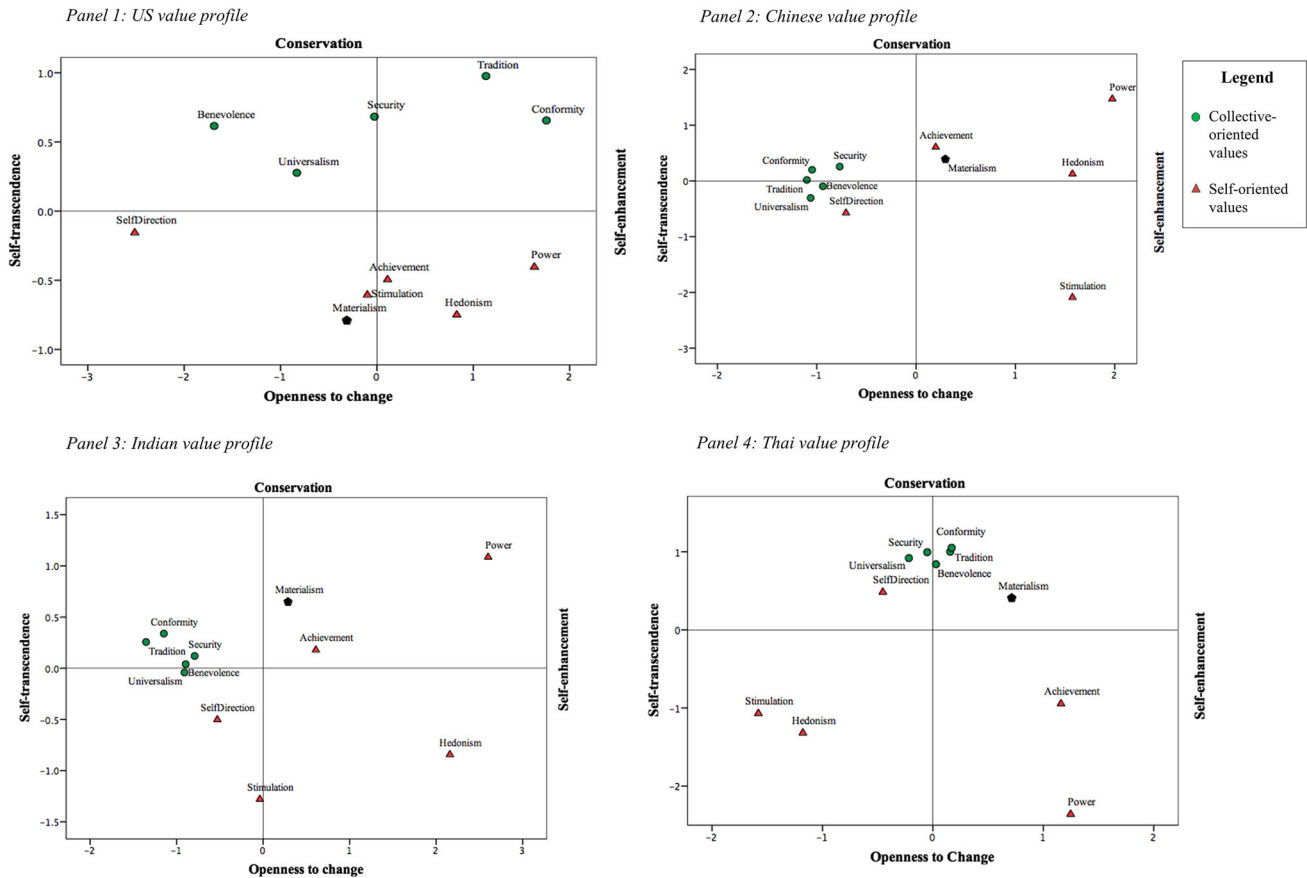 Panel 1: US value profile
Conservation
Tradition
Security
Conformity
Benevolence
Universalism
SelfDirection
Achievement
Stimulation
Materialism
Hedonism
Power
1.0
0.5
0.0
−0.5
−1.0
−3
−2
−1
0
1
2
Self-transcendence
Self-enhancement
Openness to change
Panel 2: Chinese value profile
Conservation
Power
Achievement
Materialism
Hedonism
Conformity
Security
Tradition
Benevolence
Universalism
SelfDirection
Stimulation
2
1
0
−1
−2
−3
−2
−1
0
1
2
Self-transcendence
Self-enhancement
Openness to change
Legend
Collective-
oriented
values
Self-oriented
values
Panel 3: Indian value profile
Conservation
Power
Materialism
Achievement
Conformity
Tradition
Security
Benevolence
Universalism
SelfDirection
Hedonism
Stimulation
1.5
1.0
0.5
0.0
−0.5
−1.0
−1.5
−2
−1
0
1
2
3
Self-transcendence
Self-enhancement
Openness to change
Panel 4: Thai value profile
Conservation
Conformity
Security
Tradition
Universalism
Benevolence
SelfDirection
Materialism
Achievement
Stimulation
Hedonism
Power
1
0
−1
−2
−2
−1
0
1
2
Self-transcendence
Self-enhancement
Openness to Change